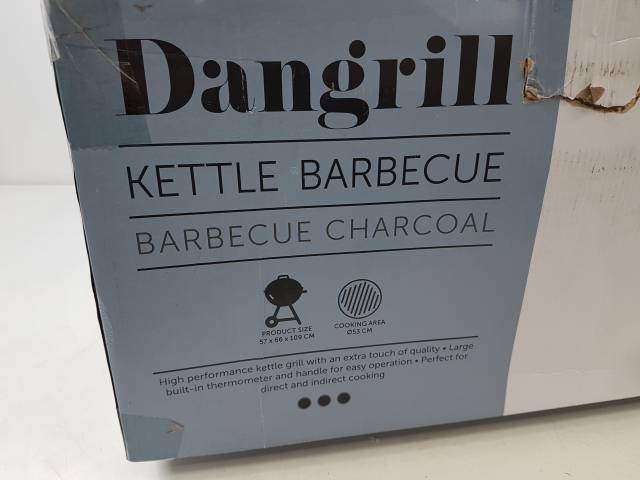 Dangrill
KETTLE BARBECUE
BARBECUE CHARCOAL
PRODUCT SIZE
57 x 66 x 109 CM
COOKING AREA
Ø53 CM
High performance kettle grill with an extra touch of quality • Large
built-in thermometer and handle for easy operation • Perfect for
direct and indirect cooking